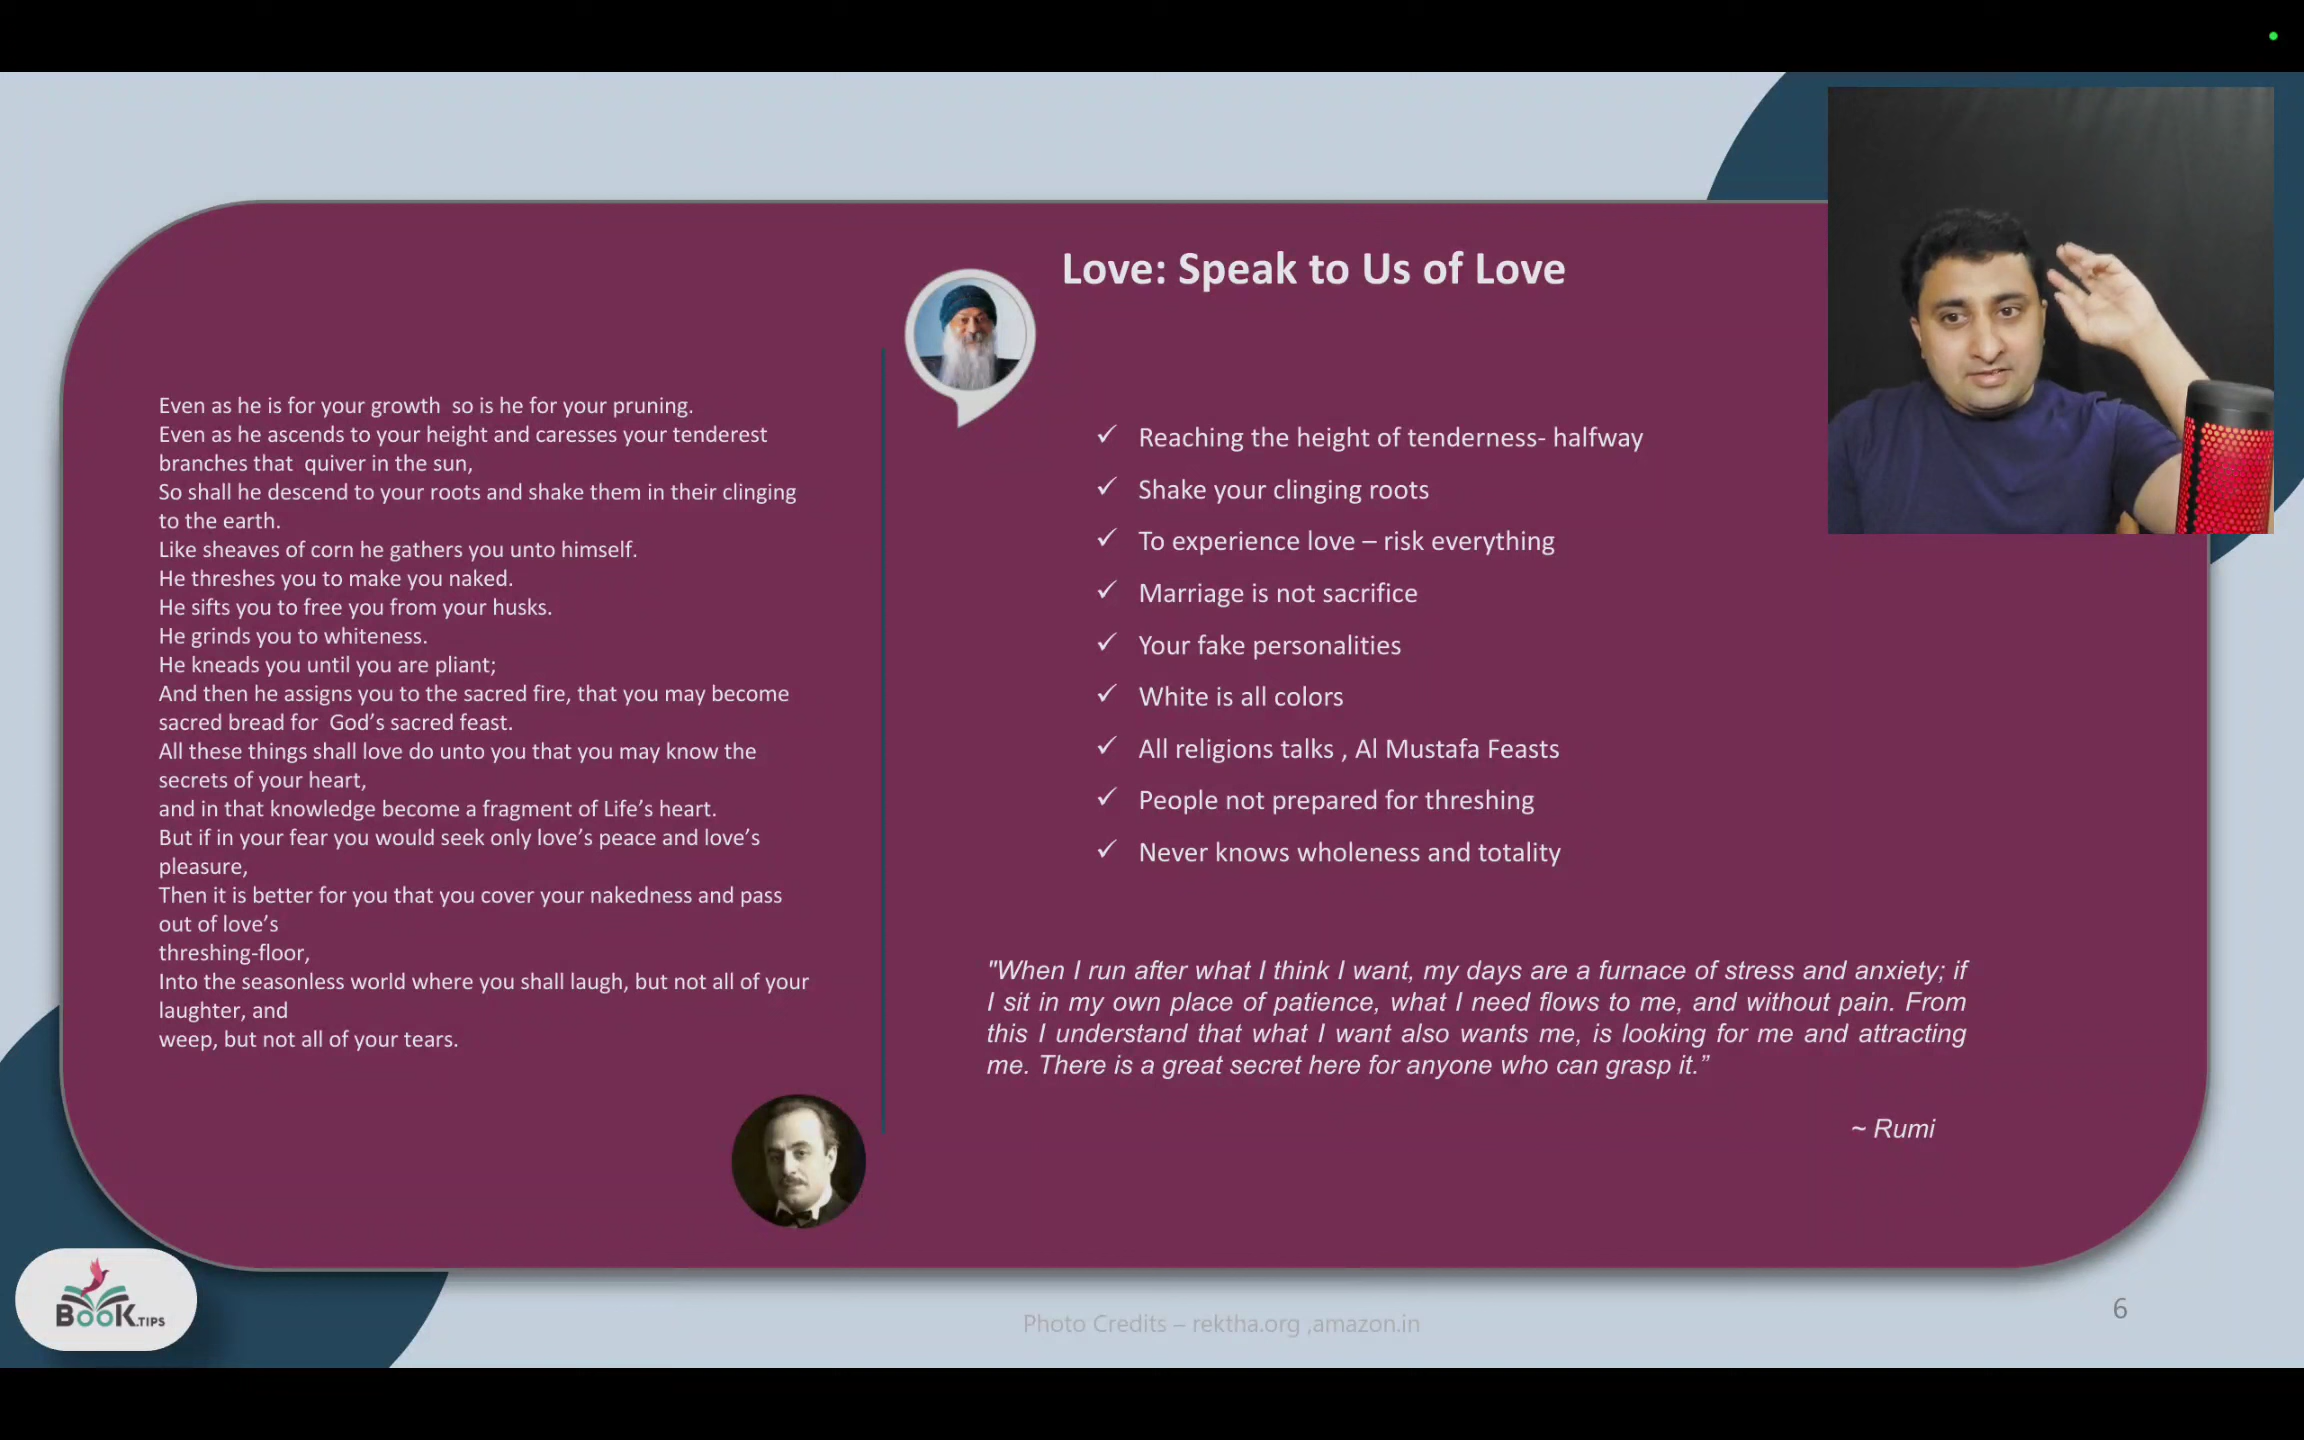 Love: Speak to Us of Love
Even as he is for your growth so is he for your pruning.
Even as he ascends to your height and caresses your tenderest
branches that quiver in the sun,
So shall he descend to your roots and shake them in their clinging
to the earth.
Like sheaves of corn he gathers you unto himself.
He threshes you to make you naked.
He sifts you to free you from your husks.
He grinds you to whiteness.
He kneads you until you are pliant;
And then he assigns you to the sacred fire, that you may become
sacred bread for God’s sacred feast.
All these things shall love do unto you that you may know the
secrets of your heart,
and in that knowledge become a fragment of Life’s heart.
But if in your fear you would seek only love’s peace and love’s
pleasure,
Then it is better for you that you cover your nakedness and pass
out of love’s
threshing-floor,
Into the seasonless world where you shall laugh, but not all of your
laughter, and
weep, but not all of your tears.
✓ Reaching the height of tenderness- halfway
✓ Shake your clinging roots
✓ To experience love – risk everything
✓ Marriage is not sacrifice
✓ Your fake personalities
✓ White is all colors
✓ All religions talks , Al Mustafa Feasts
✓ People not prepared for threshing
✓ Never knows wholeness and totality
"When I run after what I think I want, my days are a furnace of stress and anxiety; if
I sit in my own place of patience, what I need flows to me, and without pain. From
this I understand that what I want also wants me, is looking for me and attracting
me. There is a great secret here for anyone who can grasp it.”
~ Rumi
BooK.TIPS
Photo Credits – rektha.org ,amazon.in
6